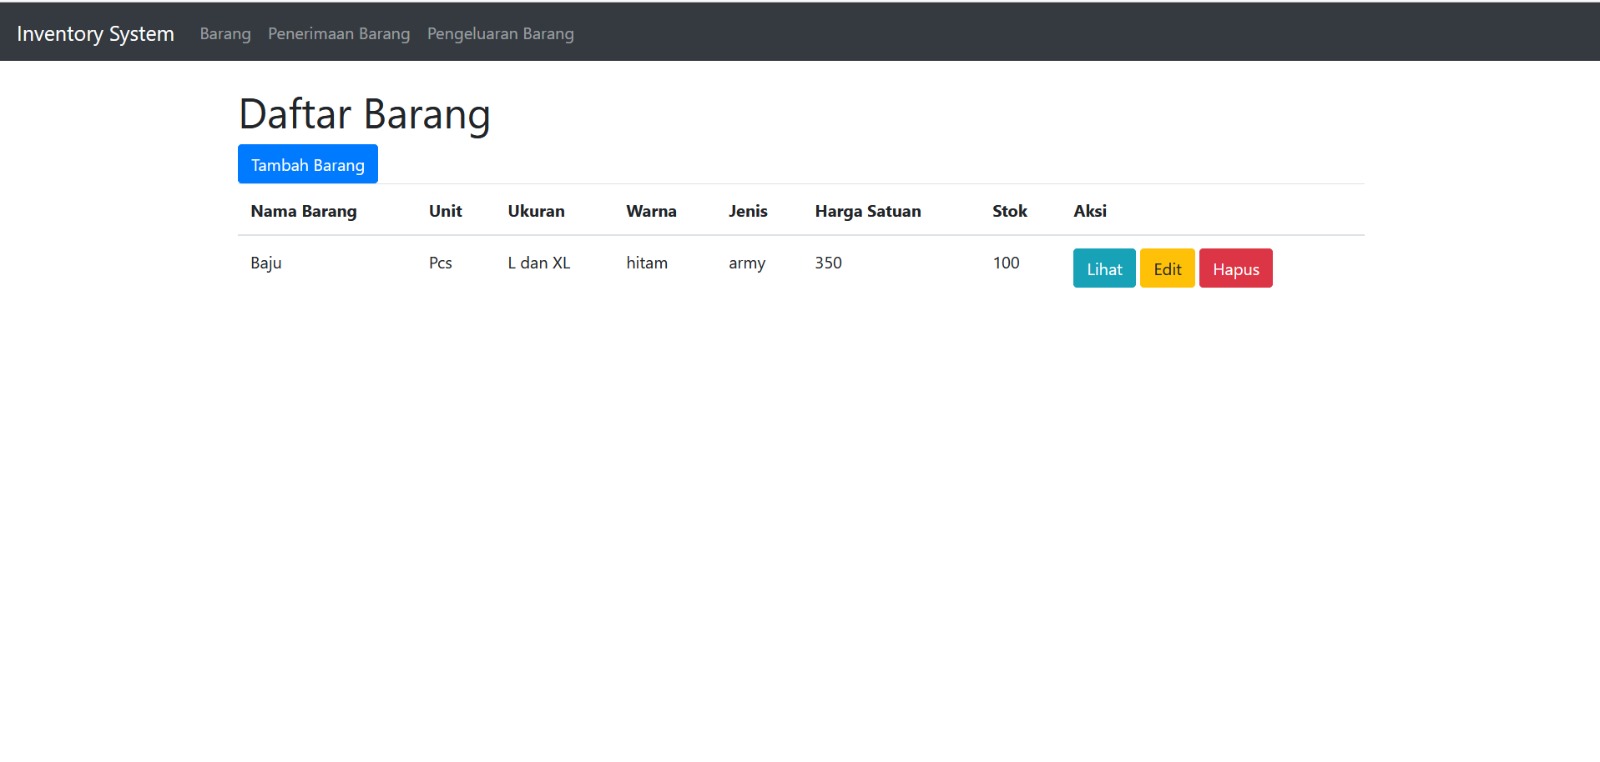 Inventory System Barang Penerimaan Barang Pengeluaran Barang
Daftar Barang
Tambah Barang
Nama Barang Unit Ukuran Warna Jenis Harga Satuan Stok Aksi
Baju Pcs L dan XL hitam army 350 100 Lihat Edit Hapus